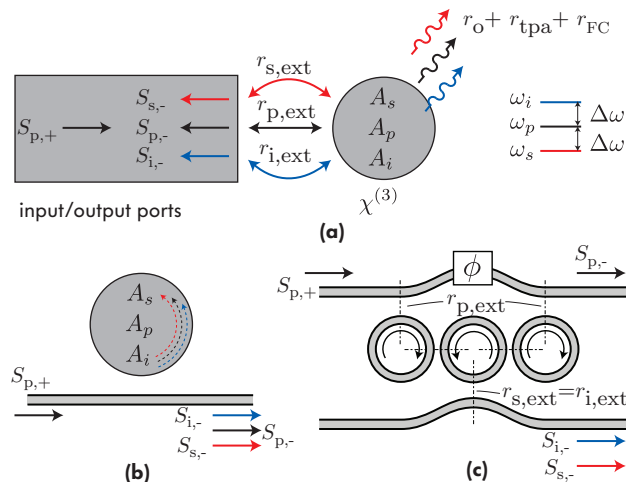 r_o + r_tpa + r_FC
r_s,ext
S_s,-
A_s
ω_i
S_p,+
S_p,-
r_p,ext
A_p
ω_p
Δω
S_i,-
r_i,ext
A_i
ω_s
Δω
χ^(3)
input/output ports
(a)
A_s
A_p
A_i
S_p,+
S_i,-
S_p,-
S_s,-
(b)
S_p,+
ϕ
S_p,-
r_p,ext
r_s,ext=r_i,ext
S_i,-
S_s,-
(c)